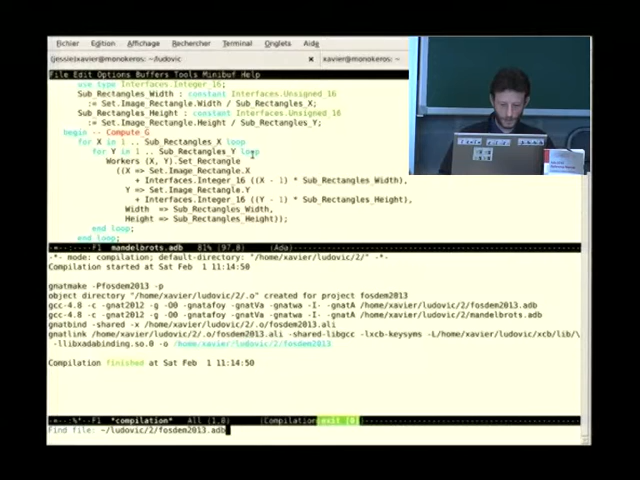 Fichier Edition Affichage Rechercher Terminal Onglets Aide
(jessie)xavier@monokeros:~/ludovic × xavier@monokeros: ~
File Edit Options Buffers Tools Minibuf Help
use type Interfaces.Integer_16;
Sub_Rectangles_Width : constant Interfaces.Unsigned_16
:= Set.Image_Rectangle.Width / Sub_Rectangles_X;
Sub_Rectangles_Height : constant Interfaces.Unsigned_16
:= Set.Image_Rectangle.Height / Sub_Rectangles_Y;
begin -- Compute_G
for X in 1 .. Sub_Rectangles_X loop
for Y in 1 .. Sub_Rectangles_Y loop
Workers (X, Y).Set_Rectangle
((X => Set.Image_Rectangle.X
+ Interfaces.Integer_16 ((X - 1) * Sub_Rectangles_Width),
Y => Set.Image_Rectangle.Y
+ Interfaces.Integer_16 ((Y - 1) * Sub_Rectangles_Height),
Width => Sub_Rectangles_Width,
Height => Sub_Rectangles_Height));
end loop;
end loop;
-=--:----F1 mandelbrots.adb 81% (97,0) (Ada)
-*- mode: compilation; default-directory: "/home/xavier/ludovic/2/" -*-
Compilation started at Sat Feb 1 11:14:50
gnatmake -Pfosdem2013 -p
object directory "/home/xavier/ludovic/2/.o" created for project fosdem2013
gcc-4.8 -c -gnat2012 -g -O0 -gnatafoy -gnatVa -gnatwa -I- -gnatA /home/xavier/ludovic/2/fosdem2013.adb
gcc-4.8 -c -gnat2012 -g -O0 -gnatafoy -gnatVa -gnatwa -I- -gnatA /home/xavier/ludovic/2/mandelbrots.adb
gnatbind -shared -x /home/xavier/ludovic/2/.o/fosdem2013.ali
gnatlink /home/xavier/ludovic/2/.o/fosdem2013.ali -shared-libgcc -lxcb-keysyms -L/home/xavier/ludovic/xcb/lib/\
-llibxadabinding.so.0 -o /home/xavier/ludovic/2/fosdem2013
Compilation finished at Sat Feb 1 11:14:50
-=--:%*--F1 *compilation* All (1,0) (Compilation:exit [0])
Find file: ~/ludovic/2/fosdem2013.adb